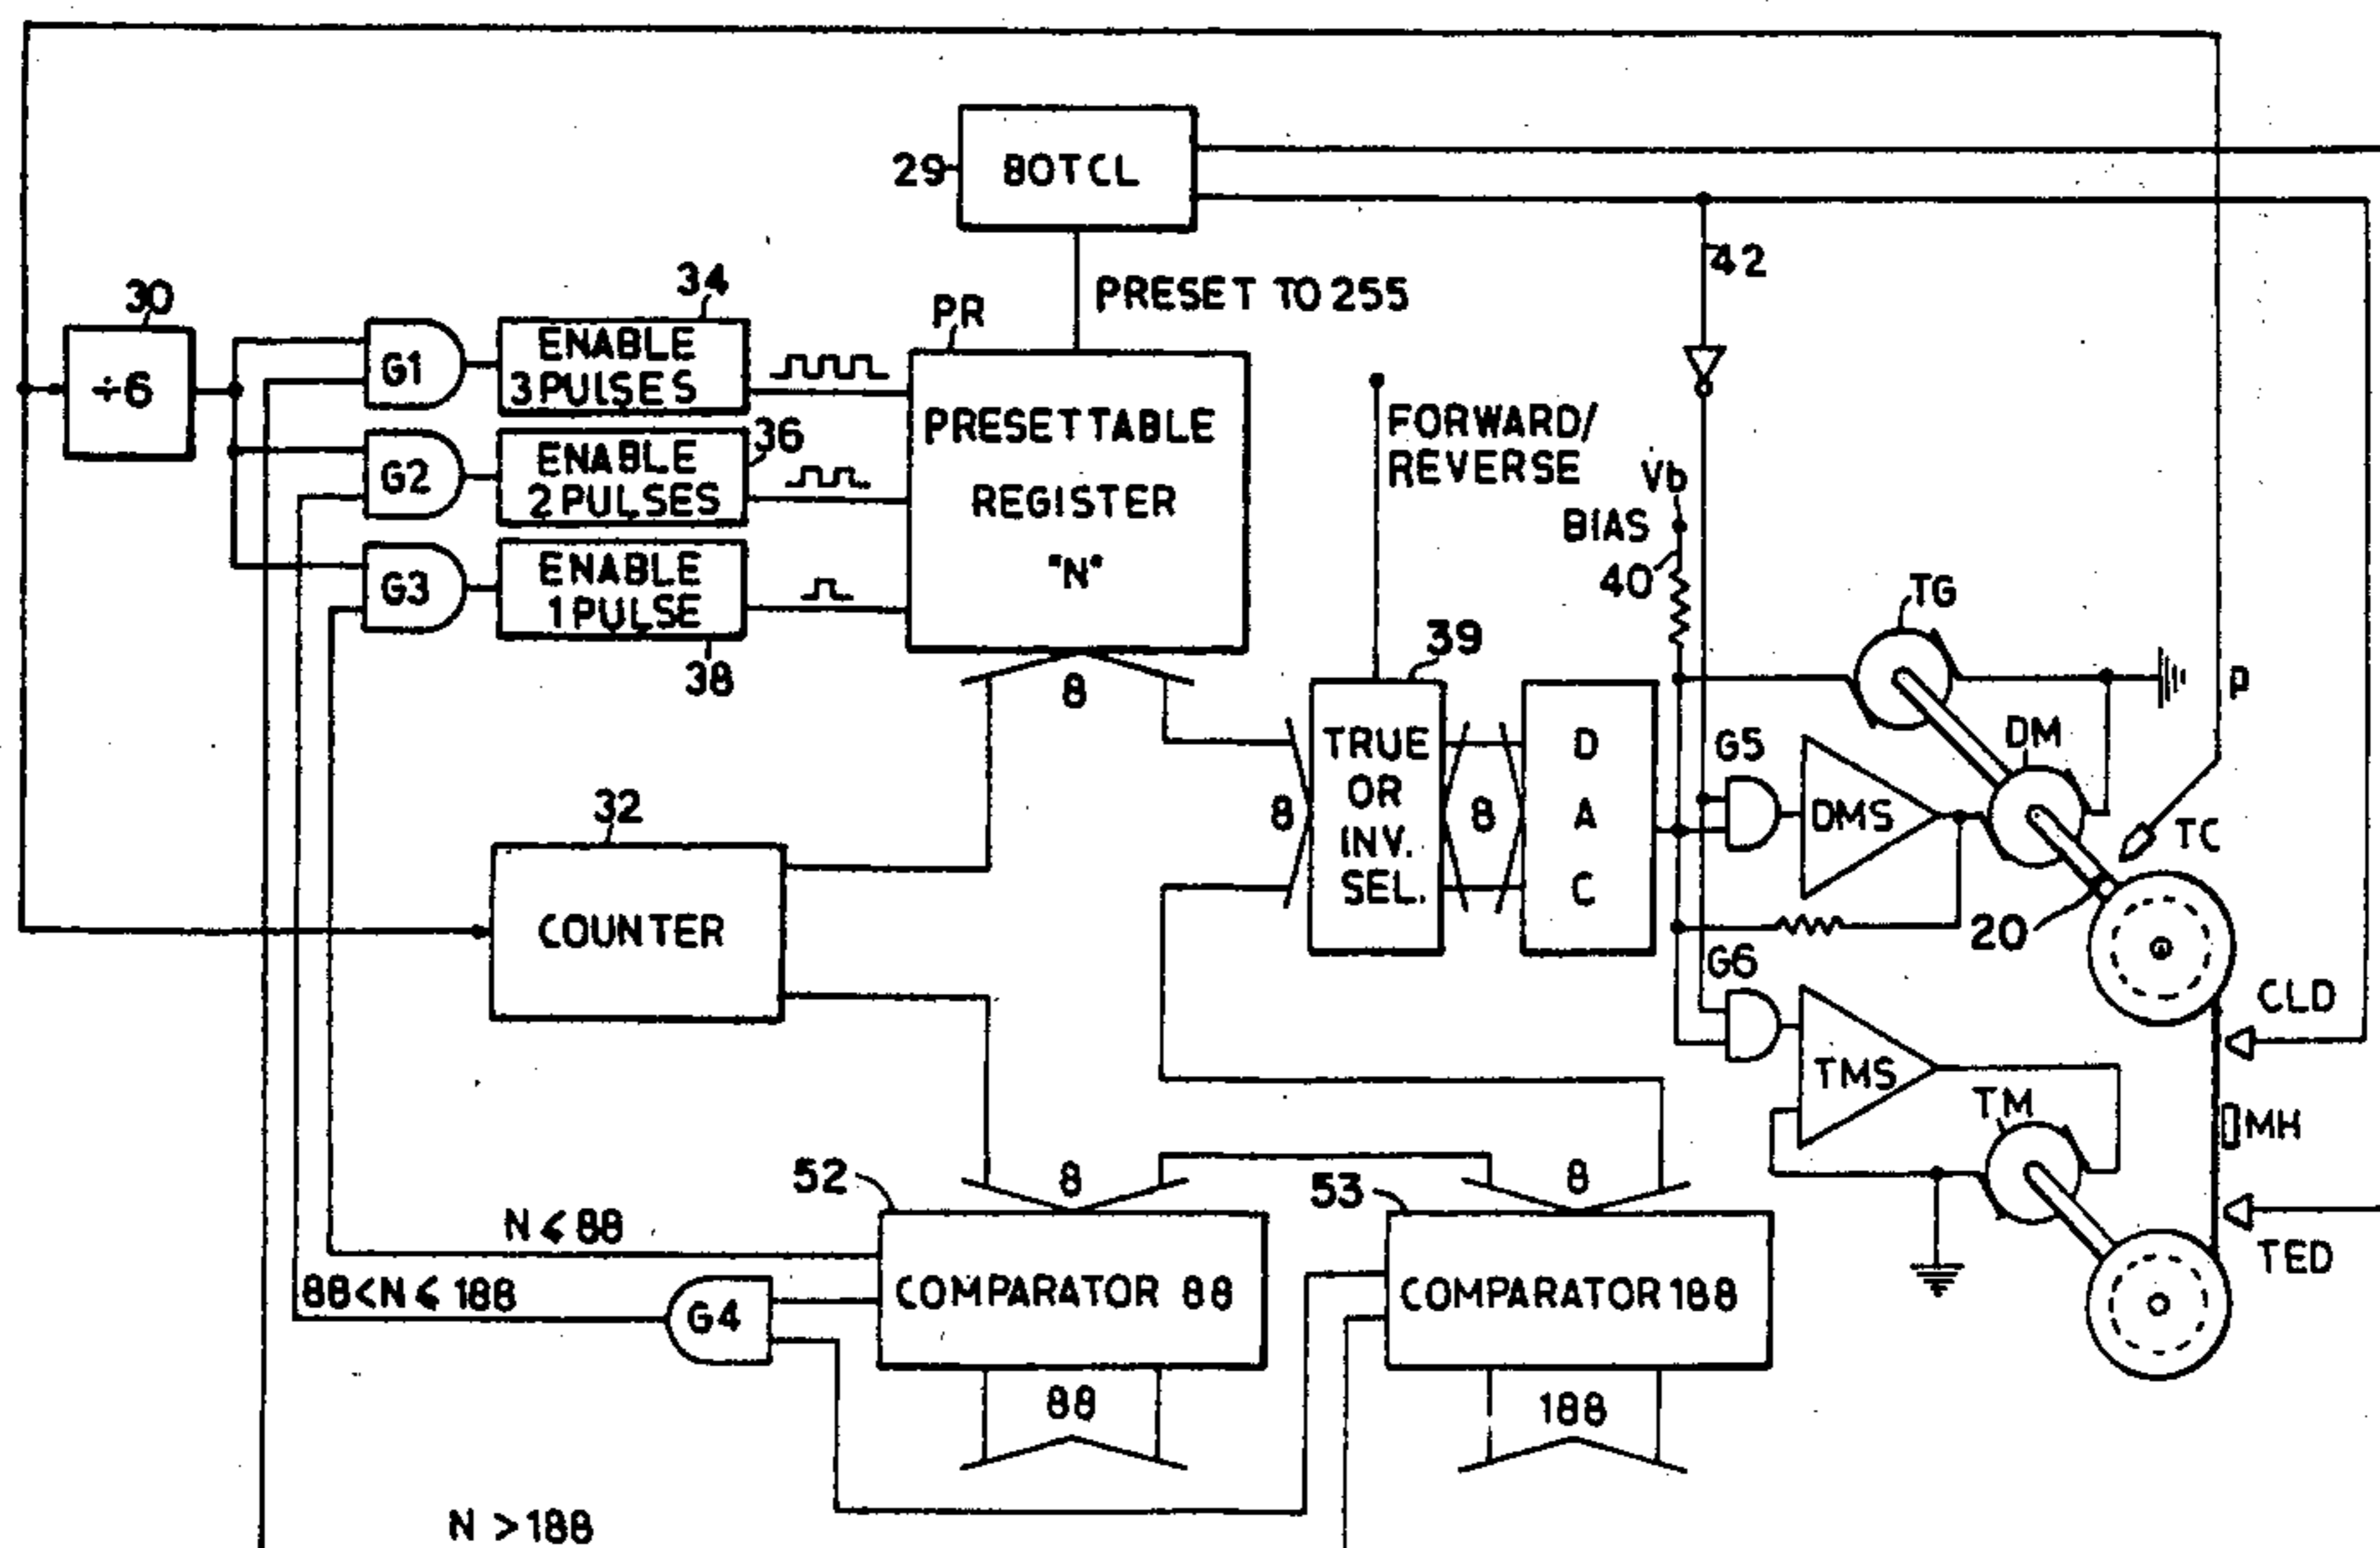 29
BOTCL
42
30
34
PR
PRESET TO 255
÷6
G1
ENABLE
3 PULSES
36
G2
ENABLE
2 PULSES
G3
ENABLE
1 PULSE
38
PRESETTABLE
REGISTER
"N"
FORWARD/
REVERSE
Vb
BIAS
40
TG
8
39
P
TRUE
OR
INV.
SEL.
8
8
D
A
C
G5
DMS
DM
TC
20
32
COUNTER
G6
TMS
TM
CLD
MH
TED
52
8
53
8
N ⩽ 88
88<N⩽ 188
G4
COMPARATOR 88
COMPARATOR 188
88
188
N >188